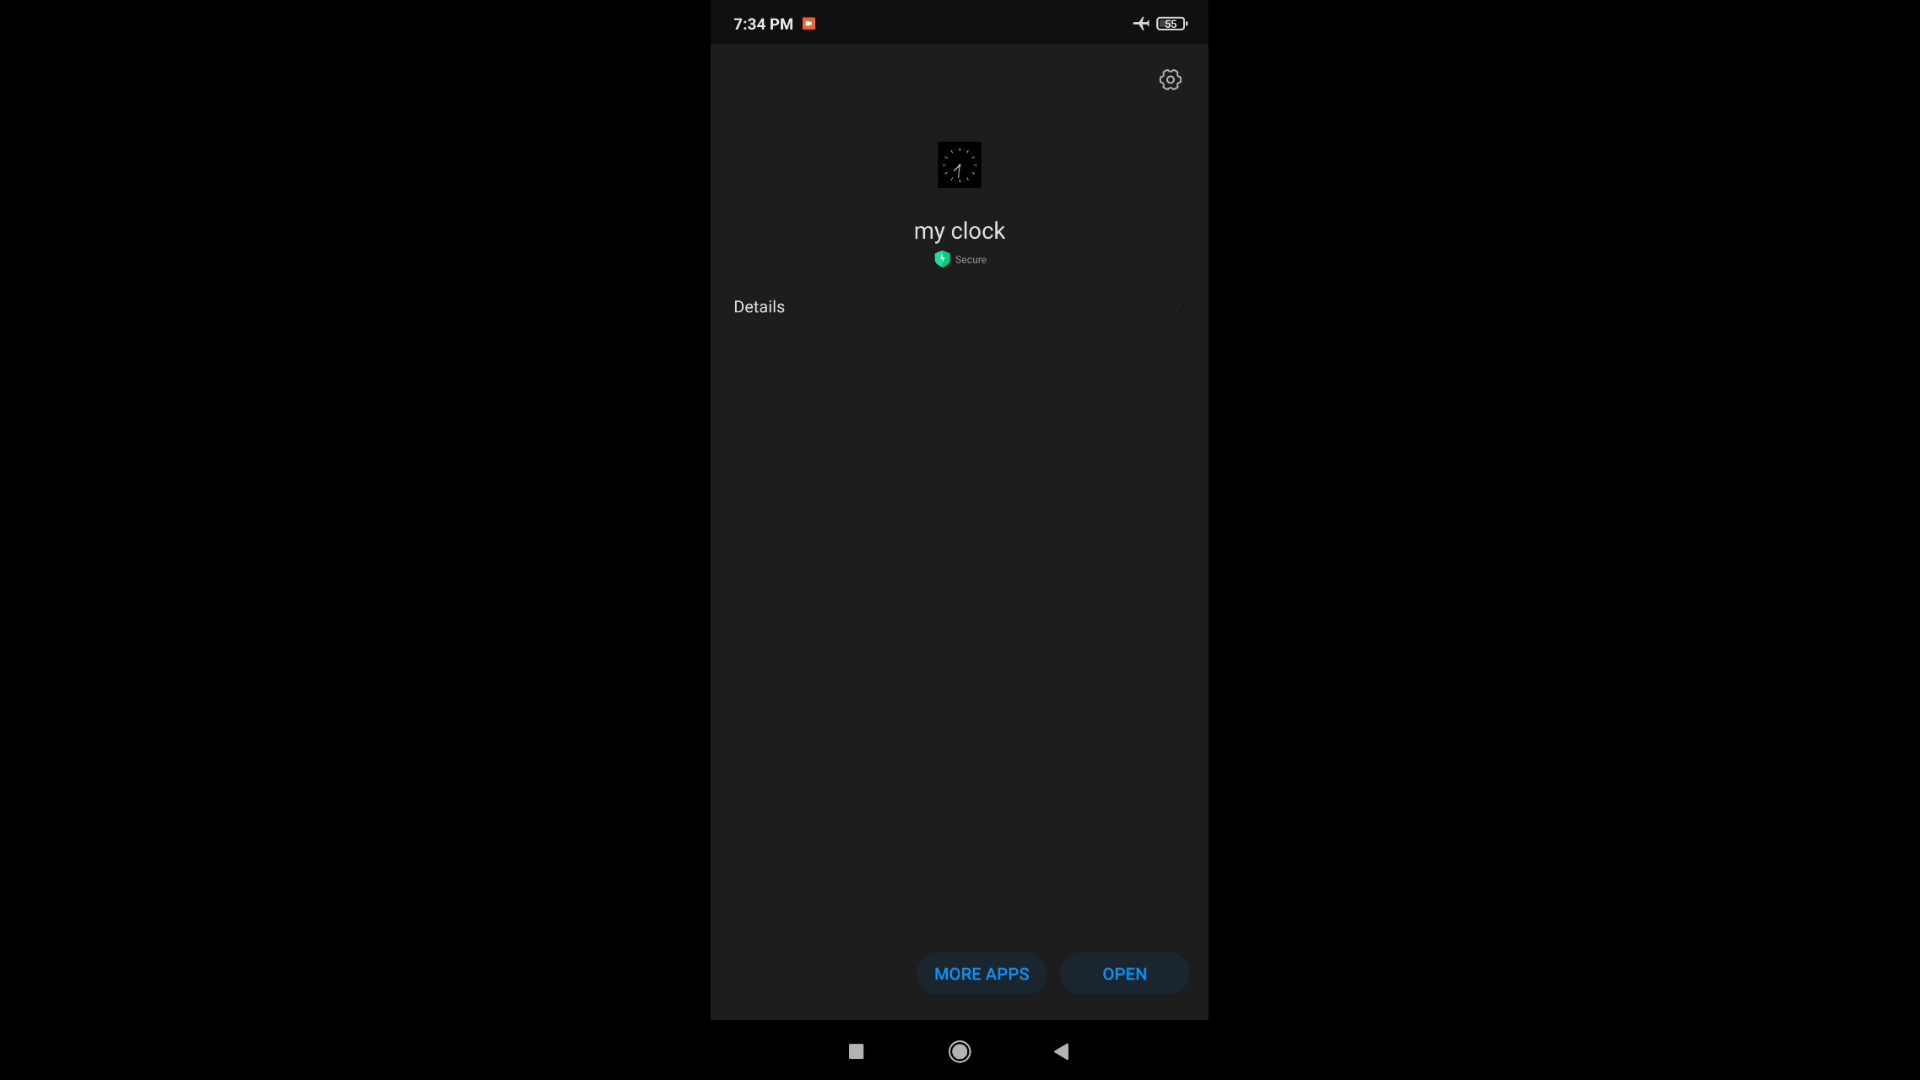 7:34 PM
55
my clock
Secure
Details
MORE APPS
OPEN